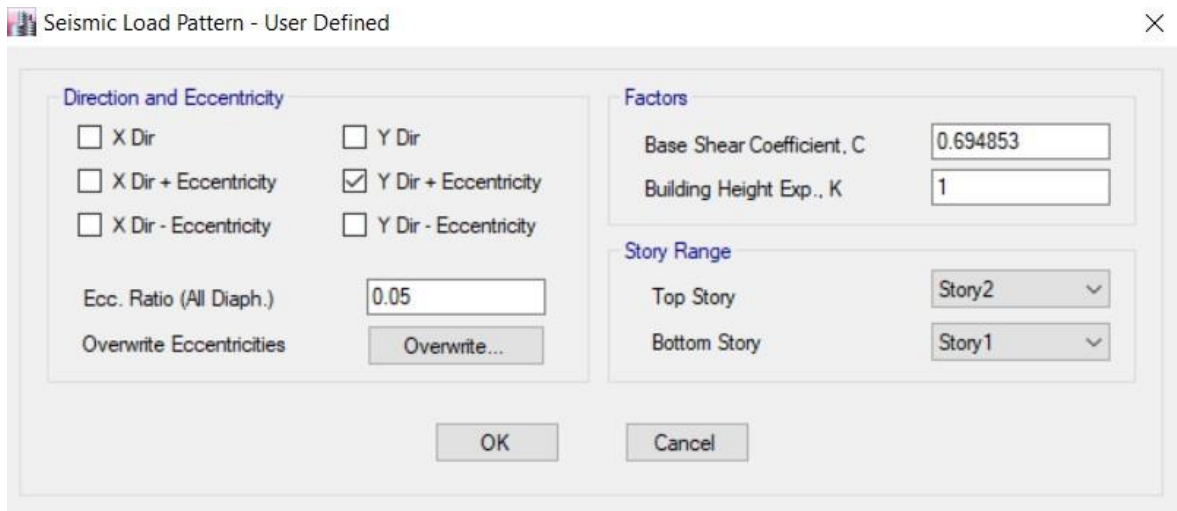 Seismic Load Pattern - User Defined
Direction and Eccentricity
X Dir
Y Dir
X Dir + Eccentricity
Y Dir + Eccentricity
X Dir - Eccentricity
Y Dir - Eccentricity
Ecc. Ratio (All Diaph.)
0.05
Overwrite Eccentricities
Overwrite...
Factors
Base Shear Coefficient, C
0.694853
Building Height Exp., K
1
Story Range
Top Story
Story2
Bottom Story
Story1
OK
Cancel